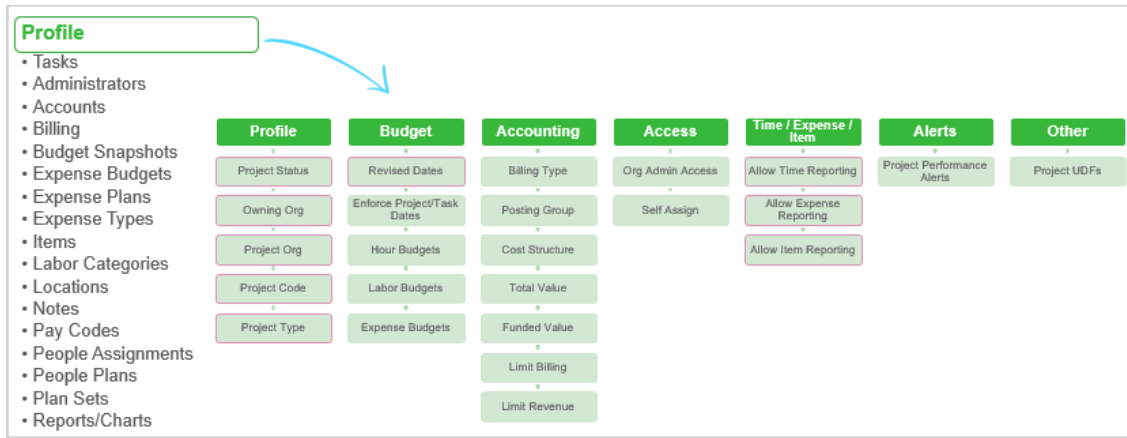 Profile
• Tasks
• Administrators
• Accounts
• Billing
• Budget Snapshots
• Expense Budgets
• Expense Plans
• Expense Types
• Items
• Labor Categories
• Locations
• Notes
• Pay Codes
• People Assignments
• People Plans
• Plan Sets
• Reports/Charts
Profile
Project Status
Owning Org
Project Org
Project Code
Project Type
Budget
Revised Dates
Enforce Project/Task
Dates
Hour Budgets
Labor Budgets
Expense Budgets
Accounting
Billing Type
Posting Group
Cost Structure
Total Value
Funded Value
Limit Billing
Limit Revenue
Access
Org Admin Access
Self Assign
Time / Expense /
Item
Allow Time Reporting
Allow Expense
Reporting
Allow Item Reporting
Alerts
Project Performance
Alerts
Other
Project UDFs